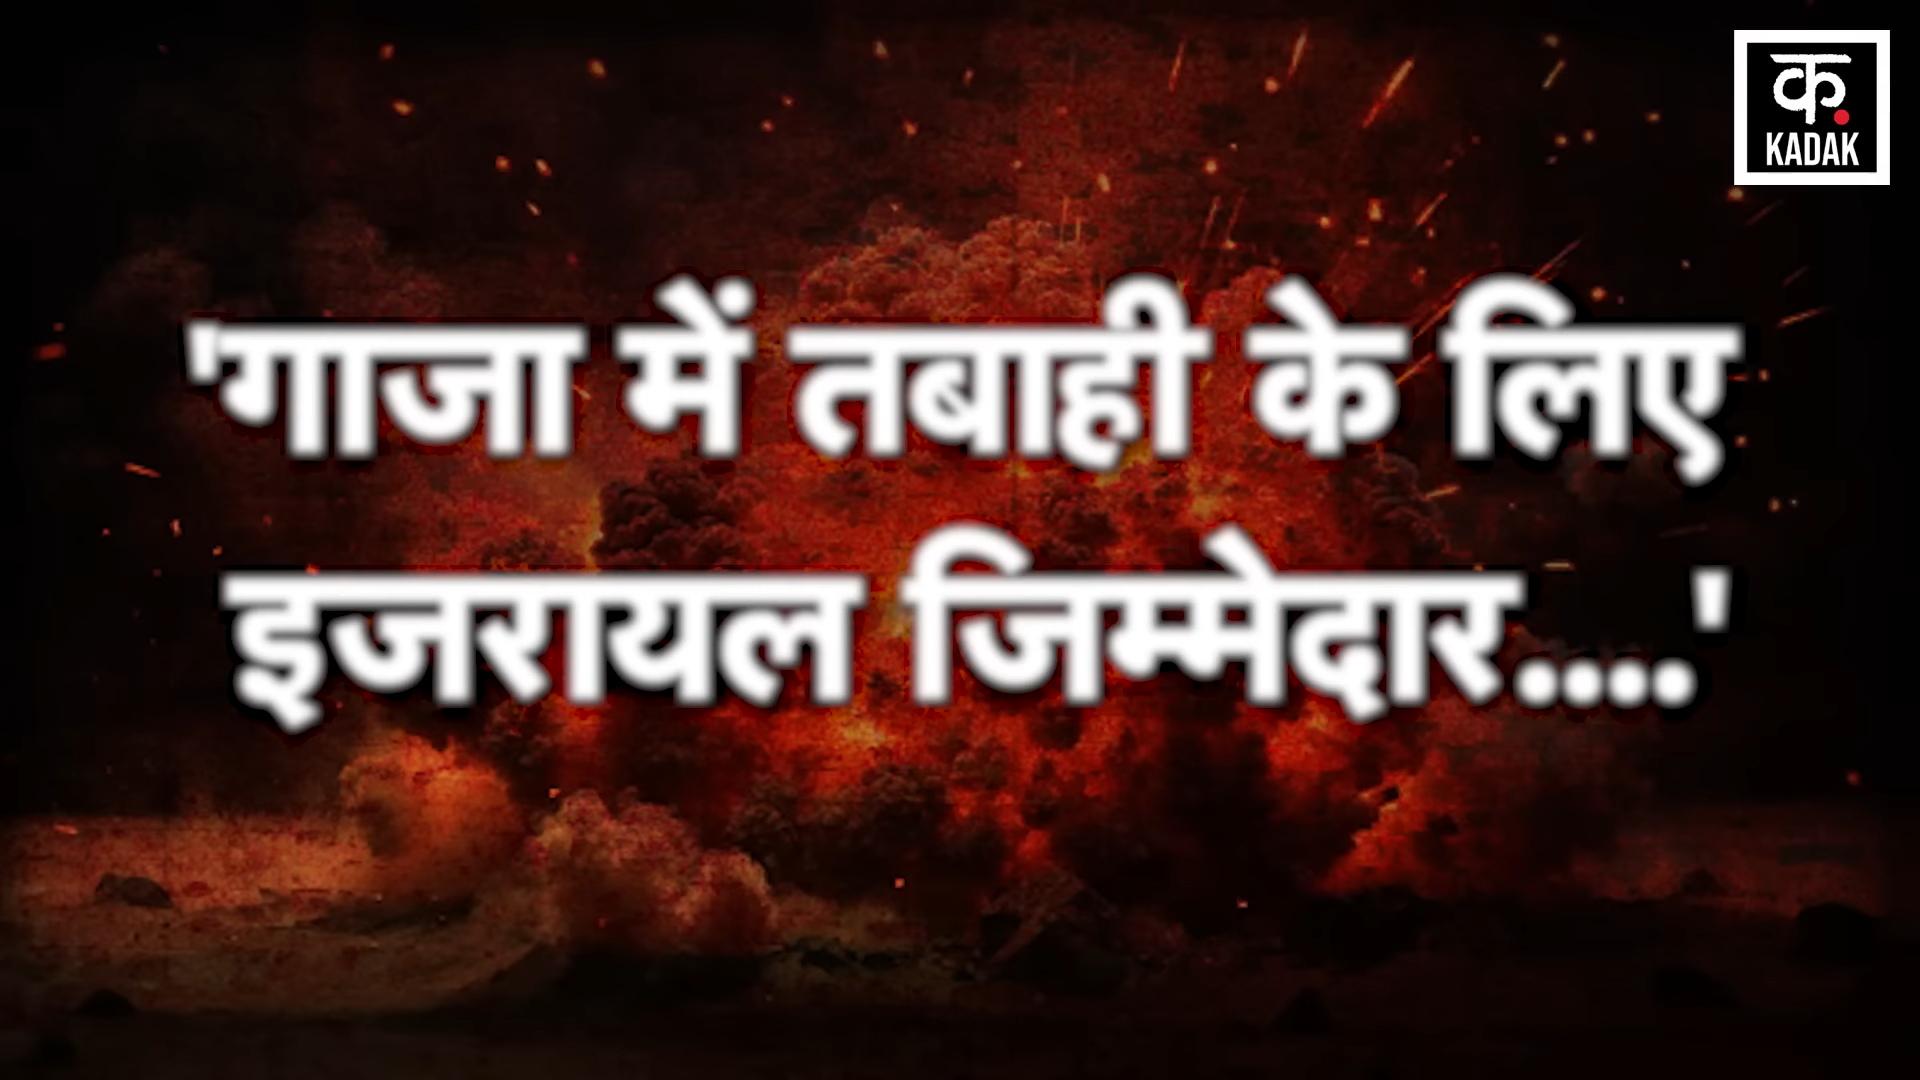 क.
KADAK
'गाजा में तबाही के लिए
इजरायल जिम्मेदार....'